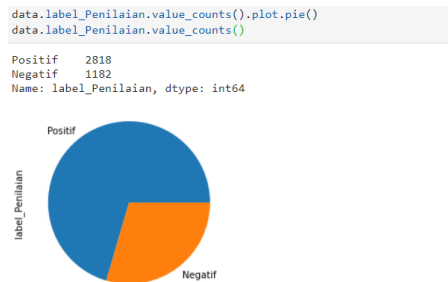 data.label_Penilaian.value_counts().plot.pie()
data.label_Penilaian.value_counts()
Positif    2818
Negatif    1182
Name: label_Penilaian, dtype: int64
Positif
label_Penilaian
Negatif